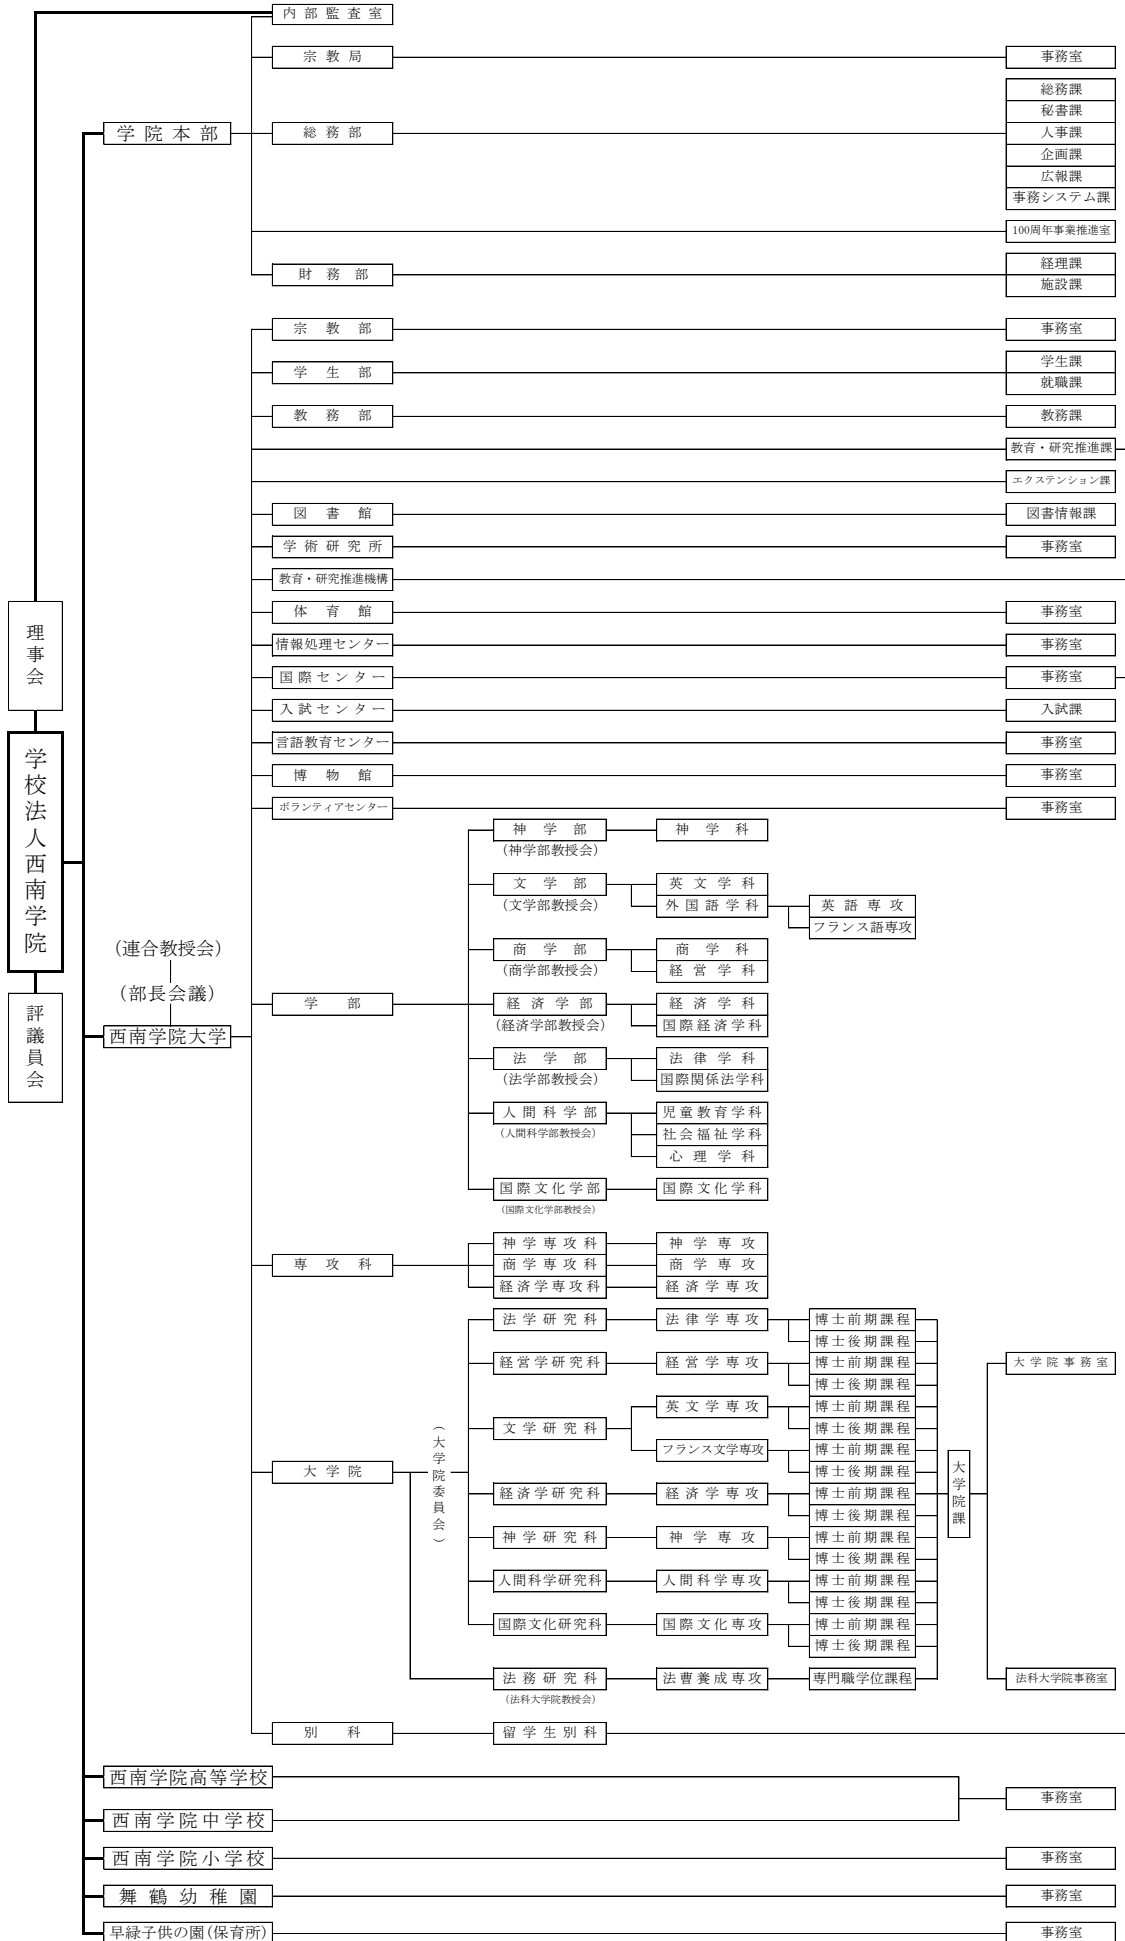 内部監査室
宗教局
事務室
総務課
秘書課
学院本部
総務部
人事課
企画課
広報課
事務システム課
100周年事業推進室
経理課
財務部
施設課
宗教部
事務室
学生課
学生部
就職課
教務部
教務課
教育・研究推進課
エクステンション課
図書館
図書情報課
学術研究所
事務室
教育・研究推進機構
体育館
事務室
理事会
情報処理センター
事務室
国際センター
事務室
入試センター
入試課
言語教育センター
事務室
博物館
事務室
ボランティアセンター
事務室
学校法人西南学院
神学部
(神学部教授会)
神学科
文学部
(文学部教授会)
英文学科
外国語学科
英語専攻
フランス語専攻
商学部
(商学部教授会)
商学科
経営学科
(連合教授会)
(部長会議)
西南学院大学
評議員会
学部
経済学部
(経済学部教授会)
経済学科
国際経済学科
法学部
(法学部教授会)
法律学科
国際関係法学科
人間科学部
(人間科学部教授会)
児童教育学科
社会福祉学科
心理学科
国際文化学部
(国際文化学部教授会)
国際文化学科
専攻科
神学専攻科
神学専攻
商学専攻科
商学専攻
経済学専攻科
経済学専攻
大学院
(大学院委員会)
法学研究科
法律学専攻
博士前期課程
博士後期課程
経営学研究科
経営学専攻
博士前期課程
博士後期課程
文学研究科
英文学専攻
博士前期課程
博士後期課程
フランス文学専攻
博士前期課程
博士後期課程
経済学研究科
経済学専攻
博士前期課程
博士後期課程
神学研究科
神学専攻
博士前期課程
博士後期課程
人間科学研究科
人間科学専攻
博士前期課程
博士後期課程
国際文化研究科
国際文化専攻
博士前期課程
博士後期課程
法務研究科
(法科大学院教授会)
法曹養成専攻
専門職学位課程
大学院課
大学院事務室
法科大学院事務室
別科
留学生別科
西南学院高等学校
西南学院中学校
事務室
西南学院小学校
事務室
舞鶴幼稚園
事務室
早緑子供の園(保育所)
事務室